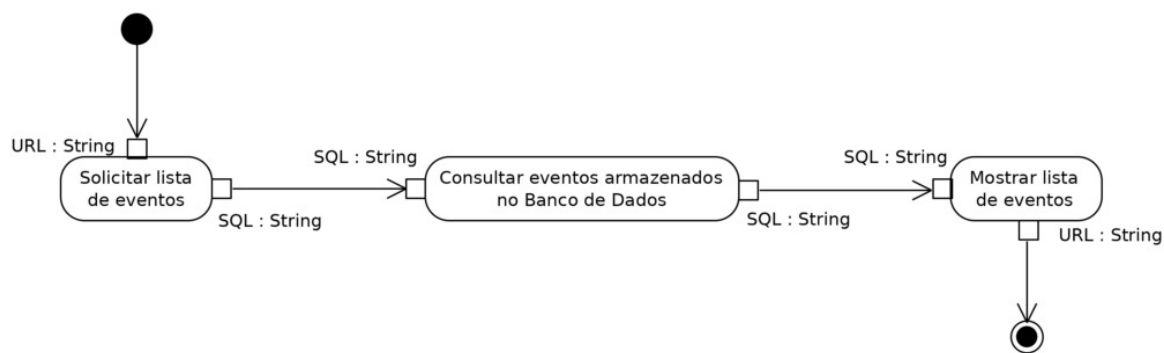 URL : String
Solicitar lista
de eventos
SQL : String
SQL : String
Consultar eventos armazenados
no Banco de Dados
SQL : String
SQL : String
Mostrar lista
de eventos
URL : String